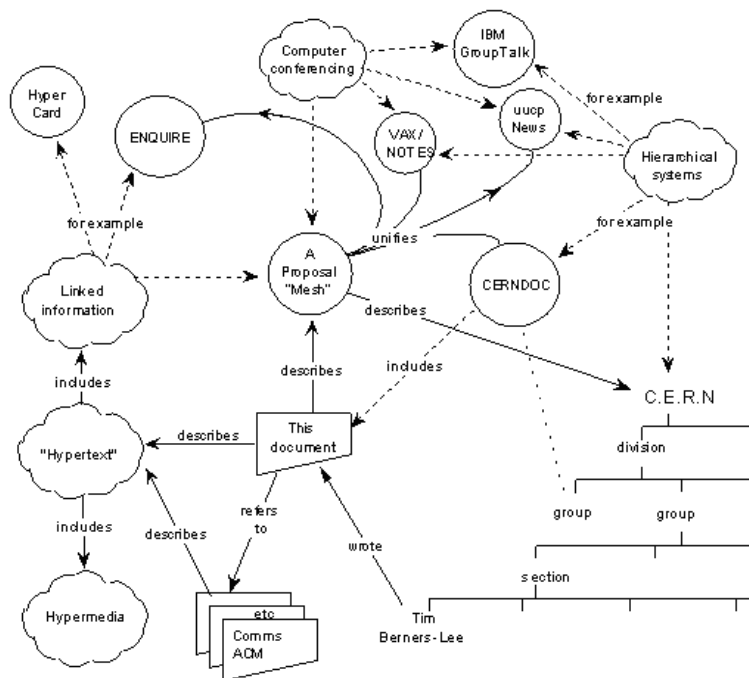 Computer
conferencing
IBM
GroupTalk
Hyper
Card
ENQUIRE
VAX/
NOTES
uucp
News
for example
Hierarchical
systems
for example
for example
unifies
A
Proposal
"Mesh"
CERNDOC
Linked
information
describes
includes
describes
includes
C.E.R.N
This
document
describes
"Hypertext"
division
refers
to
group
group
includes
describes
wrote
section
Hypermedia
etc
Comms
ACM
Tim
Berners-Lee